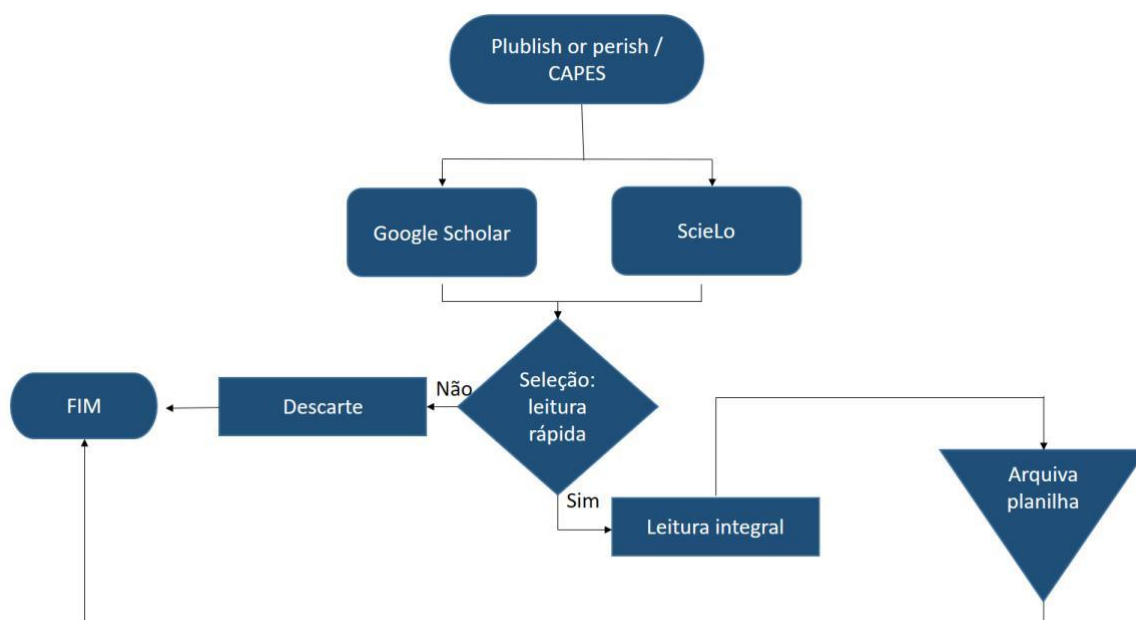 Plublish or perish /
CAPES
Google Scholar
ScieLo
Seleção:
leitura
rápida
Não
Descarte
FIM
Sim
Leitura integral
Arquiva
planilha